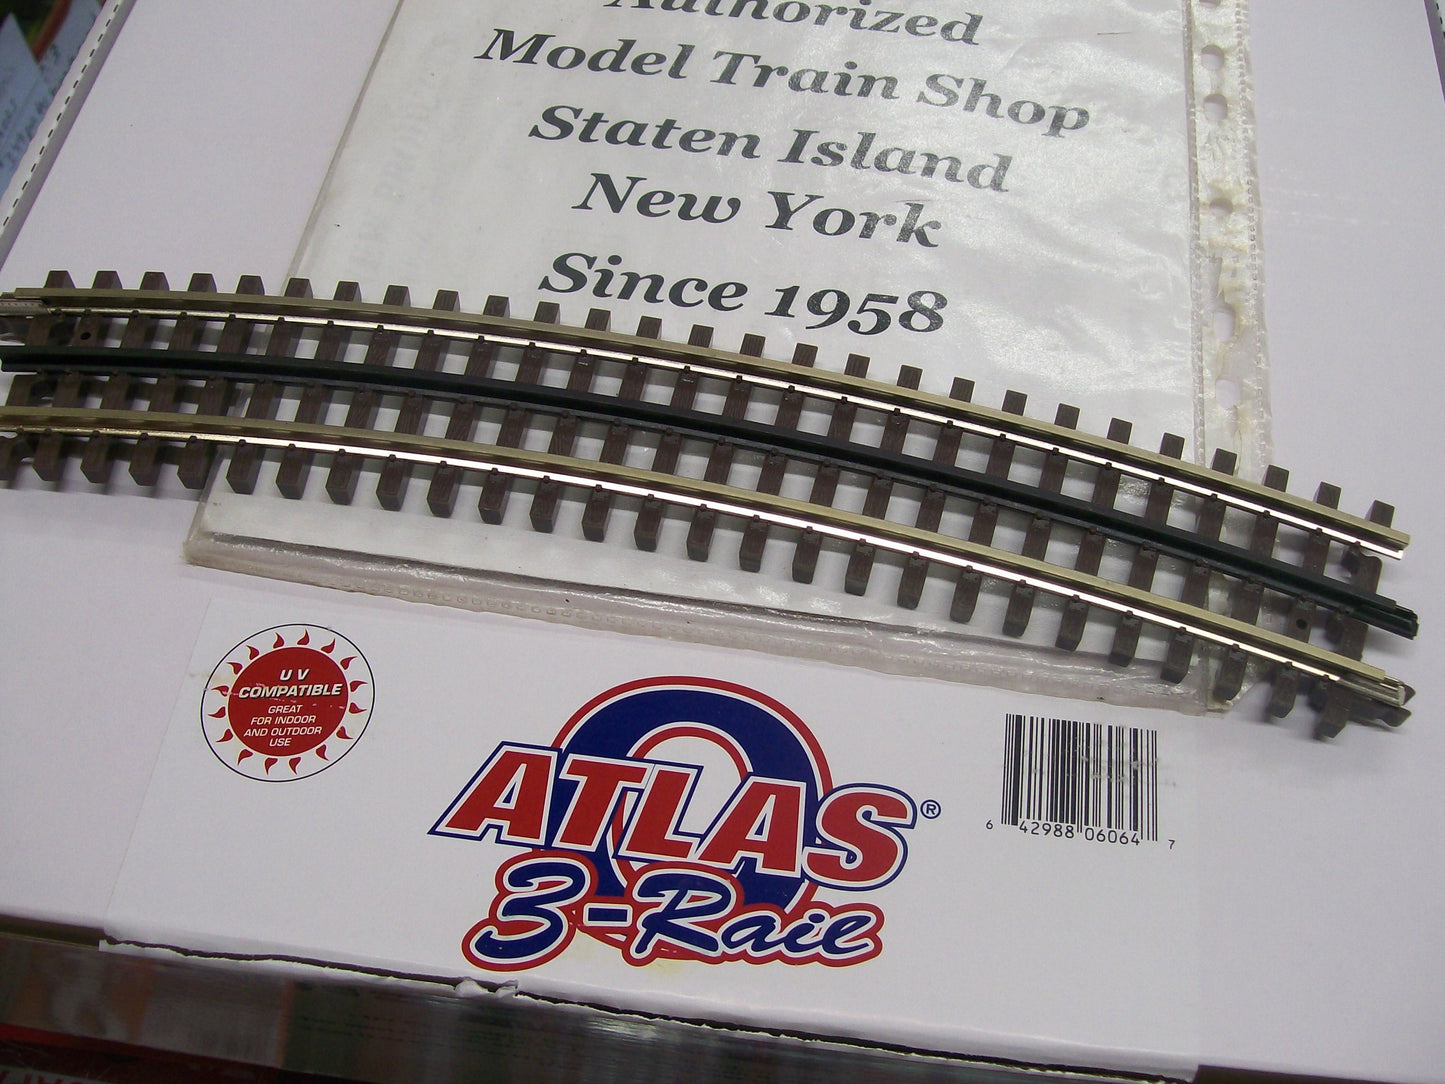 Authorized
Model Train Shop
Staten Island
New York
Since 1958
UV
COMPATIBLE
GREAT
FOR INDOOR
AND OUTDOOR
USE
ATLAS®
3-Rail
6 42988 06064 7